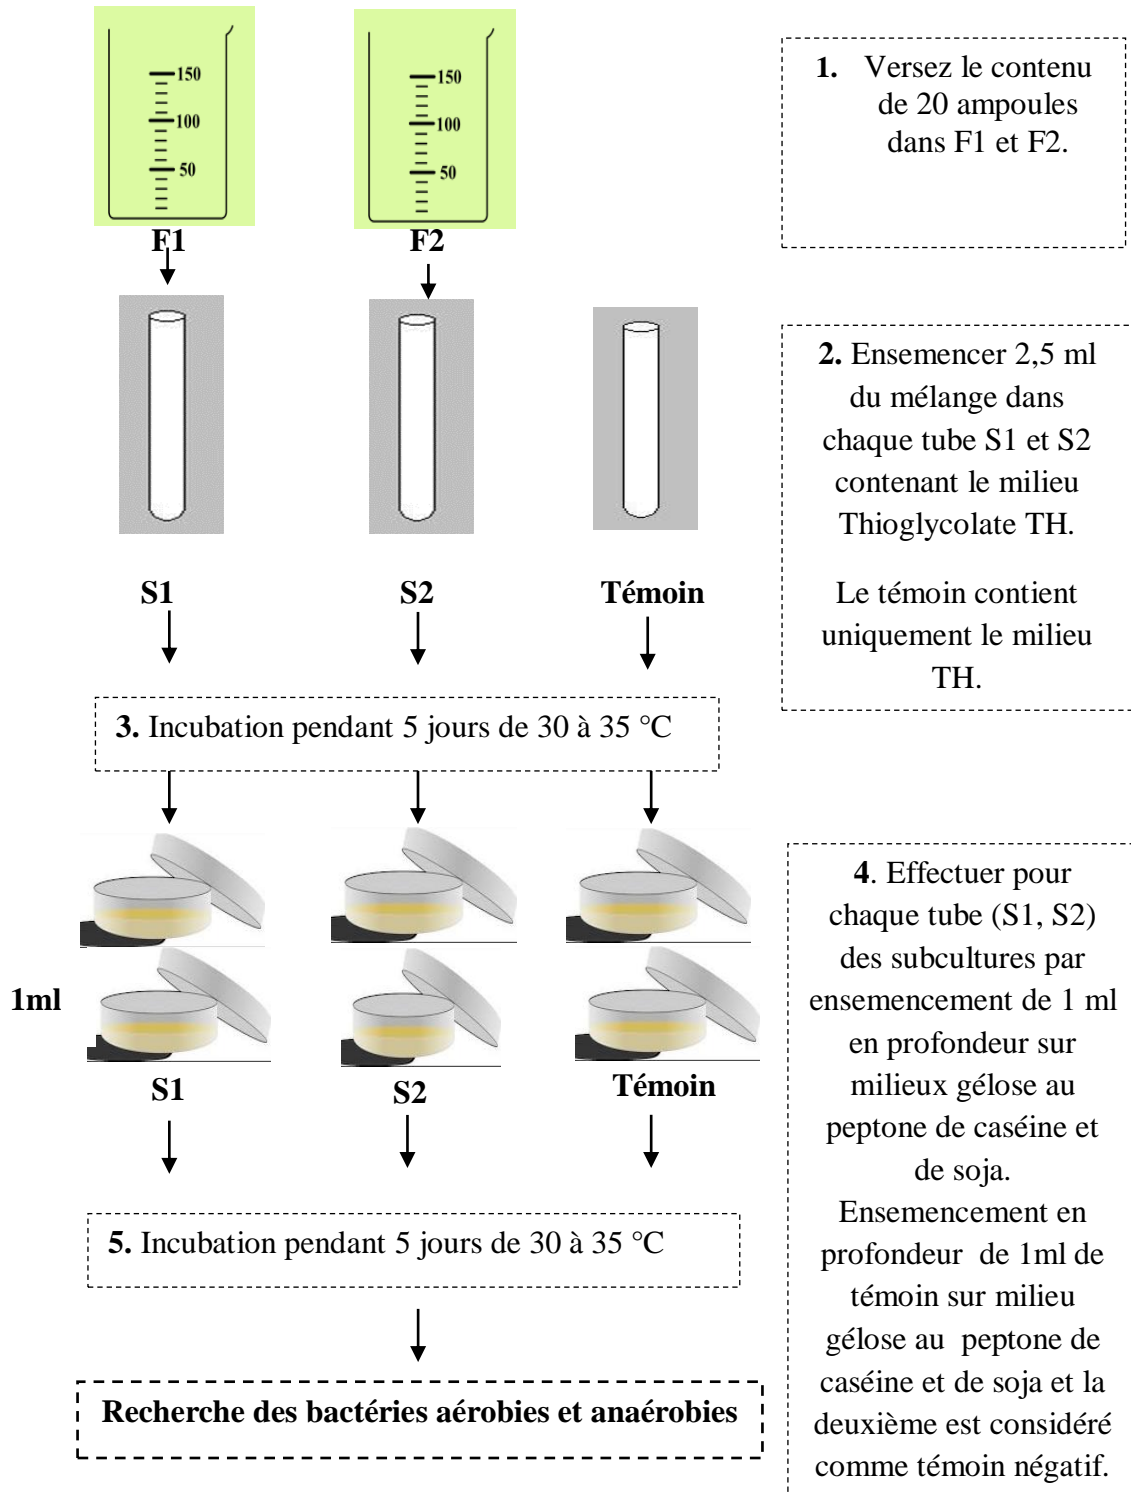 150
100
50
F1
150
100
50
F2
1. Versez le contenu
de 20 ampoules
dans F1 et F2.
2. Ensemencer 2,5 ml
du mélange dans
chaque tube S1 et S2
contenant le milieu
Thioglycolate TH.
Le témoin contient
uniquement le milieu
TH.
S1
S2
Témoin
3. Incubation pendant 5 jours de 30 à 35 °C
1ml
S1
S2
Témoin
4. Effectuer pour
chaque tube (S1, S2)
des subcultures par
ensemencement de 1 ml
en profondeur sur
milieux gélose au
peptone de caséine et
de soja.
Ensemencement en
profondeur de 1ml de
témoin sur milieu
gélose au peptone de
caséine et de soja et la
deuxième est considéré
comme témoin négatif.
5. Incubation pendant 5 jours de 30 à 35 °C
Recherche des bactéries aérobies et anaérobies